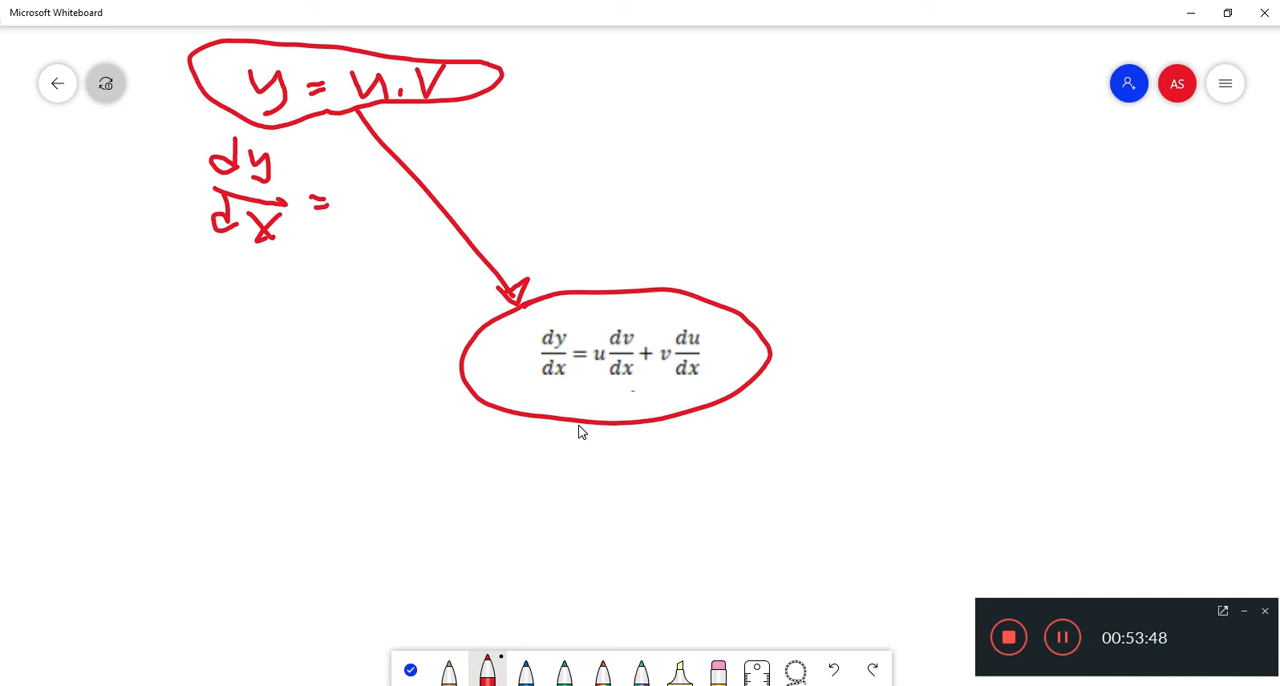 Microsoft Whiteboard
y = u.v
dy/dx =
AS
dy/dx = u dv/dx + v du/dx
00:53:48